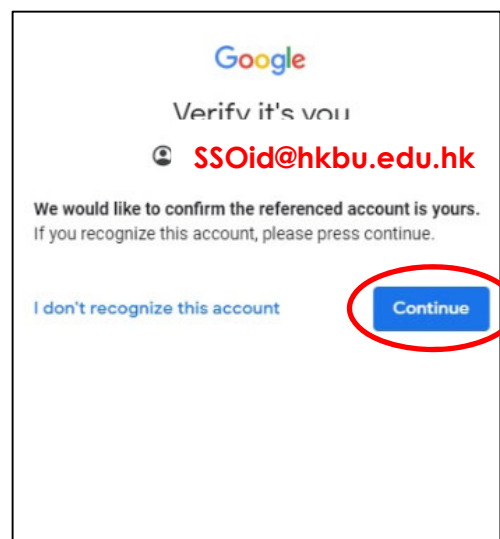 Google
Verify it's you
SSOid@hkbu.edu.hk
We would like to confirm the referenced account is yours.
If you recognize this account, please press continue.
I don't recognize this account
Continue